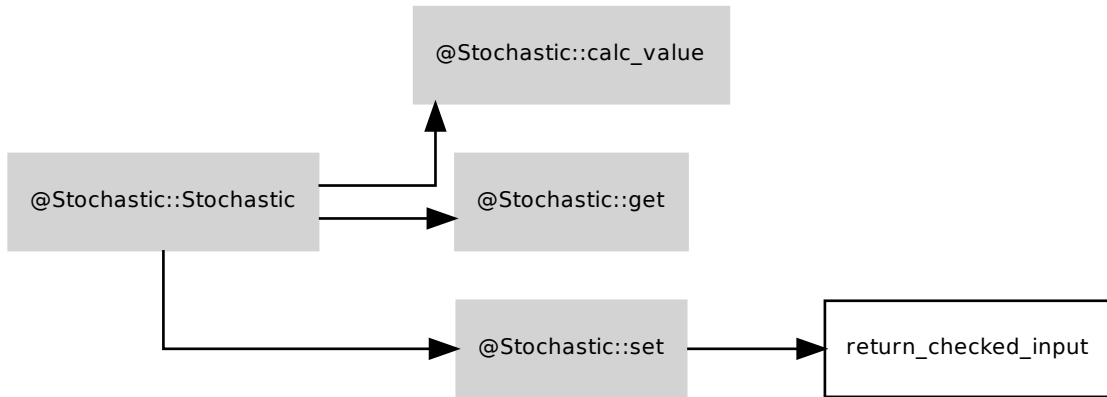 @Stochastic::calc_value
@Stochastic::Stochastic
@Stochastic::get
@Stochastic::set
return_checked_input